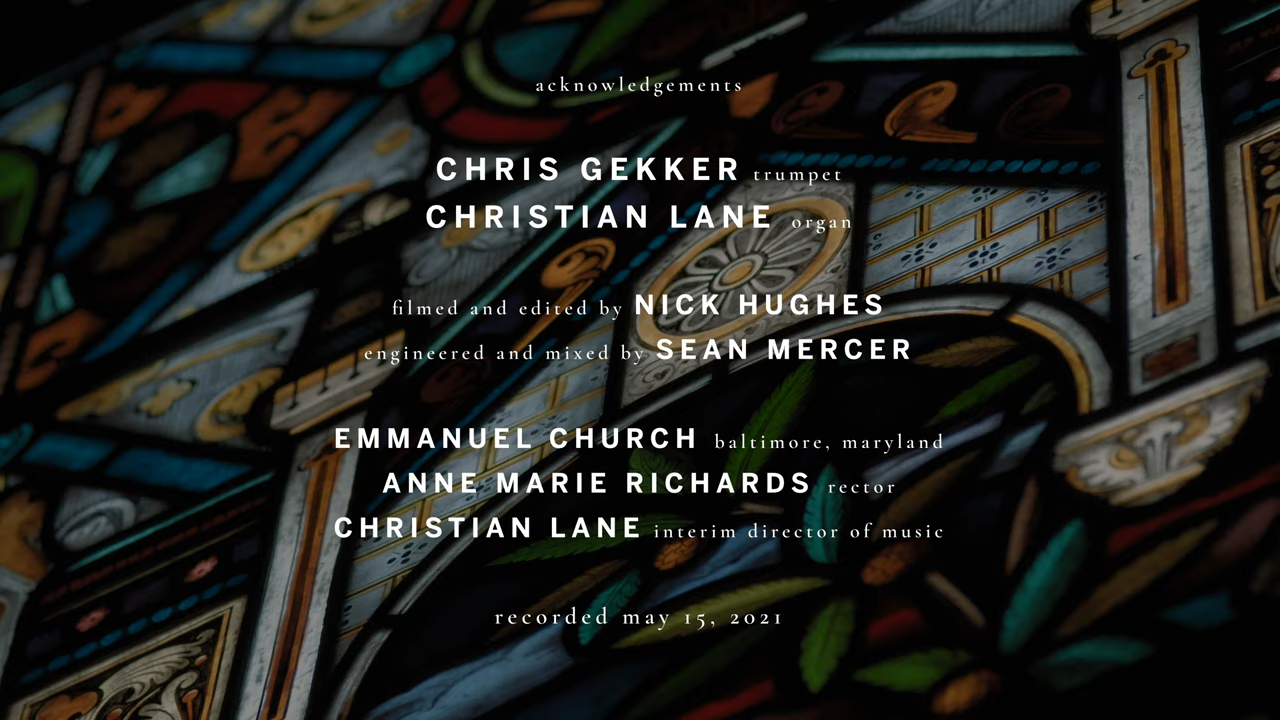 acknowledgements
CHRIS GEKKER trumpet
CHRISTIAN LANE organ
filmed and edited by NICK HUGHES
engineered and mixed by SEAN MERCER
EMMANUEL CHURCH baltimore, maryland
ANNE MARIE RICHARDS rector
CHRISTIAN LANE interim director of music
recorded may 15, 2021